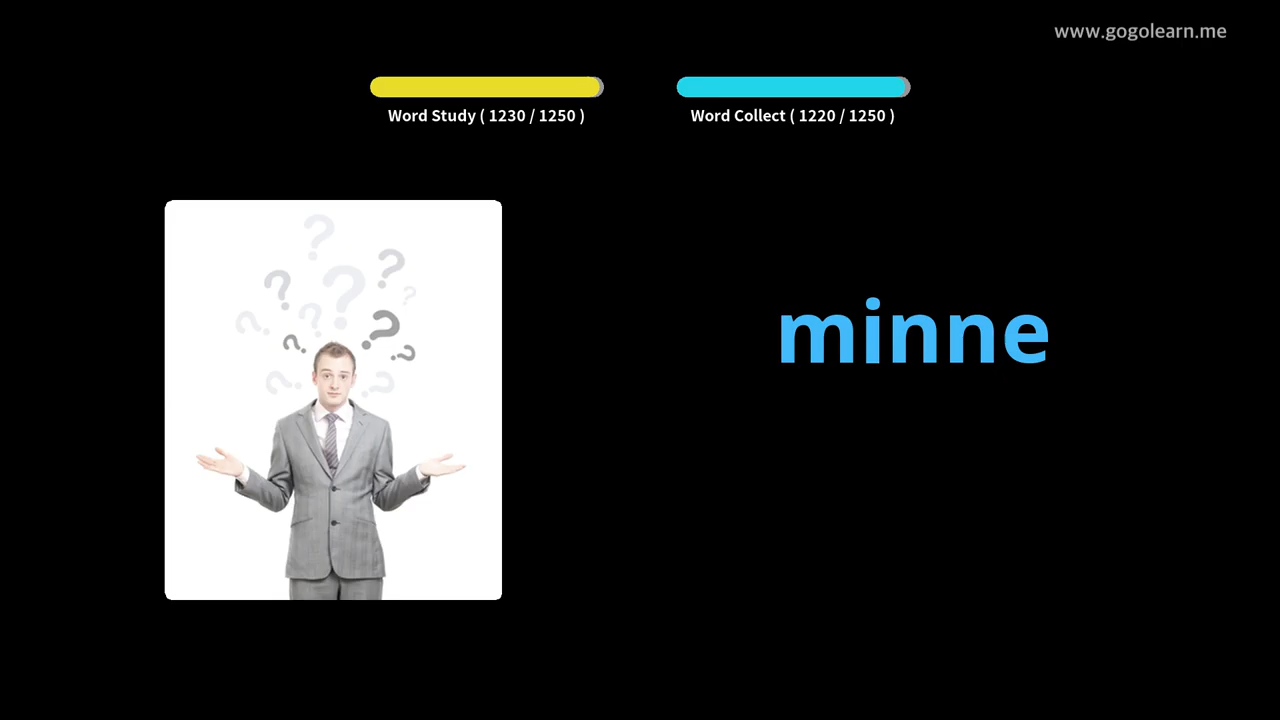 www.gogolearn.me
Word Study ( 1230 / 1250 )
Word Collect ( 1220 / 1250 )
? ? ? ? ? ? ? ? ? ? ?
minne